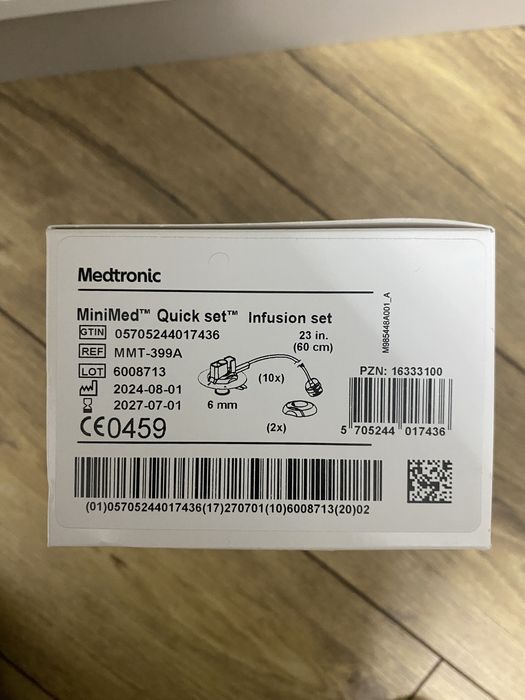 Medtronic
MiniMed™ Quick set™ Infusion set
GTIN 05705244017436
23 in.
(60 cm)
REF MMT-399A
LOT 6008713
(10x)
2024-08-01
2027-07-01
6 mm
(2x)
CE0459
M985448A001_A
PZN: 16333100
5 705244 017436
(01)05705244017436(17)270701(10)6008713(20)02